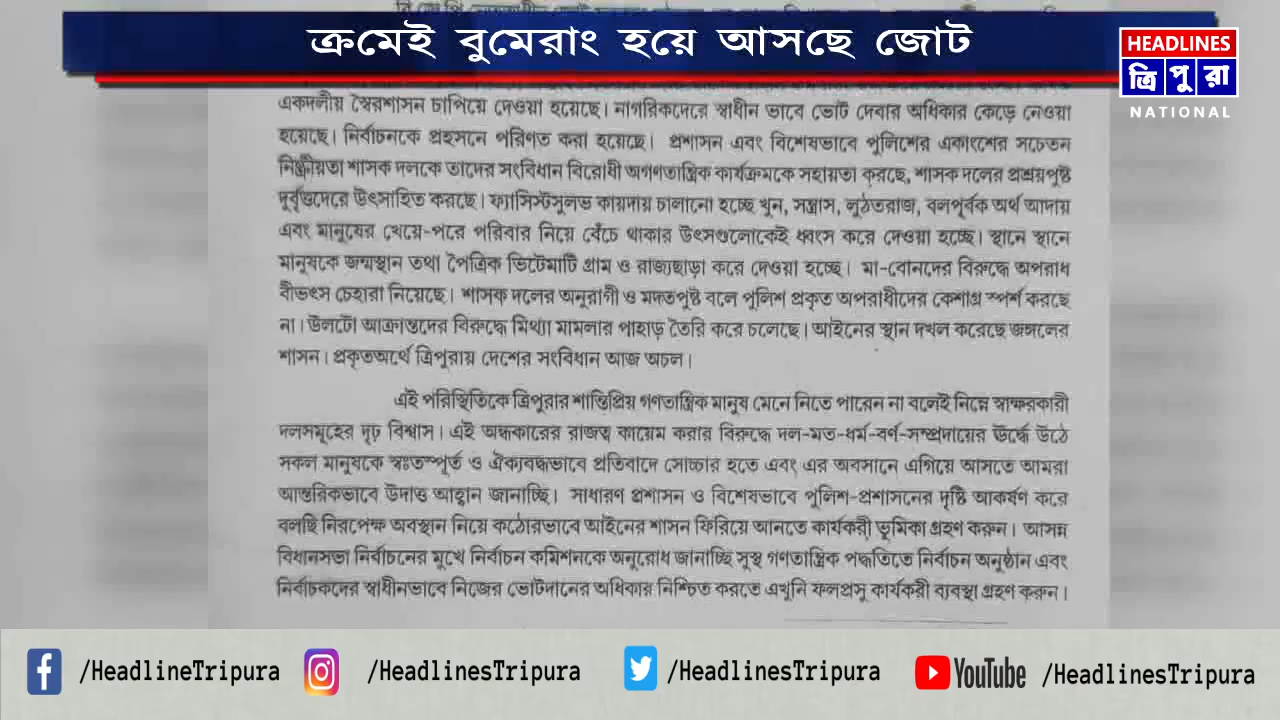 ক্রমেই বুমেরাং হয়ে আসছে জোট
HEADLINES
ত্রিপুরা
NATIONAL
একদলীয় স্বৈরশাসন চাপিয়ে দেওয়া হয়েছে। নাগরিকদেরে স্বাধীন ভাবে ভোট দেবার অধিকার কেড়ে নেওয়া
হয়েছে। নির্বাচনকে প্রহসনে পরিণত করা হয়েছে। প্রশাসন এবং বিশেষভাবে পুলিশের একাংশের সচেতন
নিষ্ক্রীয়তা শাসক দলকে তাদের সংবিধান বিরোধী অগণতান্ত্রিক কার্যক্রমকে সহায়তা করছে, শাসক দলের প্রশ্রয়পুষ্ট
দুর্বৃত্তদেরে উৎসাহিত করছে। ফ্যাসিস্টসুলভ কায়দায় চালানো হচ্ছে খুন, সন্ত্রাস, লুঠতরাজ, বলপূর্বক অর্থ আদায়
এবং মানুষের খেয়ে-পরে পরিবার নিয়ে বেঁচে থাকার উৎসগুলোকেই ধ্বংস করে দেওয়া হচ্ছে। স্থানে স্থানে
মানুষকে জন্মস্থান তথা পৈত্রিক ভিটেমাটি গ্রাম ও রাজ্যছাড়া করে দেওয়া হচ্ছে। মা-বোনদের বিরুদ্ধে অপরাধ
বীভৎস চেহারা নিয়েছে। শাসক দলের অনুরাগী ও মদতপুষ্ট বলে পুলিশ প্রকৃত অপরাধীদের কেশাগ্র স্পর্শ করছে
না। উলটো আক্রান্তদের বিরুদ্ধে মিথ্যা মামলার পাহাড় তৈরি করে চলেছে। আইনের স্থান দখল করেছে জঙ্গলের
শাসন। প্রকৃতঅর্থে ত্রিপুরায় দেশের সংবিধান আজ অচল।
এই পরিস্থিতিকে ত্রিপুরার শান্তিপ্রিয় গণতান্ত্রিক মানুষ মেনে নিতে পারেন না বলেই নিম্নে স্বাক্ষরকারী
দলসমূহের দৃঢ় বিশ্বাস। এই অন্ধকারের রাজত্ব কায়েম করার বিরুদ্ধে দল-মত-ধর্ম-বর্ণ-সম্প্রদায়ের ঊর্দ্ধে উঠে
সকল মানুষকে স্বঃতস্পূর্ত ও ঐক্যবদ্ধভাবে প্রতিবাদে সোচ্চার হতে এবং এর অবসানে এগিয়ে আসতে আমরা
আন্তরিকভাবে উদাত্ত আহ্বান জানাচ্ছি। সাধারণ প্রশাসন ও বিশেষভাবে পুলিশ-প্রশাসনের দৃষ্টি আকর্ষণ করে
বলছি নিরপেক্ষ অবস্থান নিয়ে কঠোরভাবে আইনের শাসন ফিরিয়ে আনতে কার্যকরী ভূমিকা গ্রহণ করুন। আসন্ন
বিধানসভা নির্বাচনের মুখে নির্বাচন কমিশনকে অনুরোধ জানাচ্ছি সুস্থ গণতান্ত্রিক পদ্ধতিতে নির্বাচন অনুষ্ঠান এবং
নির্বাচকদের স্বাধীনভাবে নিজের ভোটদানের অধিকার নিশ্চিত করতে এখুনি ফলপ্রসু কার্যকরী ব্যবস্থা গ্রহণ করুন।
/HeadlineTripura /HeadlinesTripura /HeadlinesTripura YouTube /HeadlinesTripura